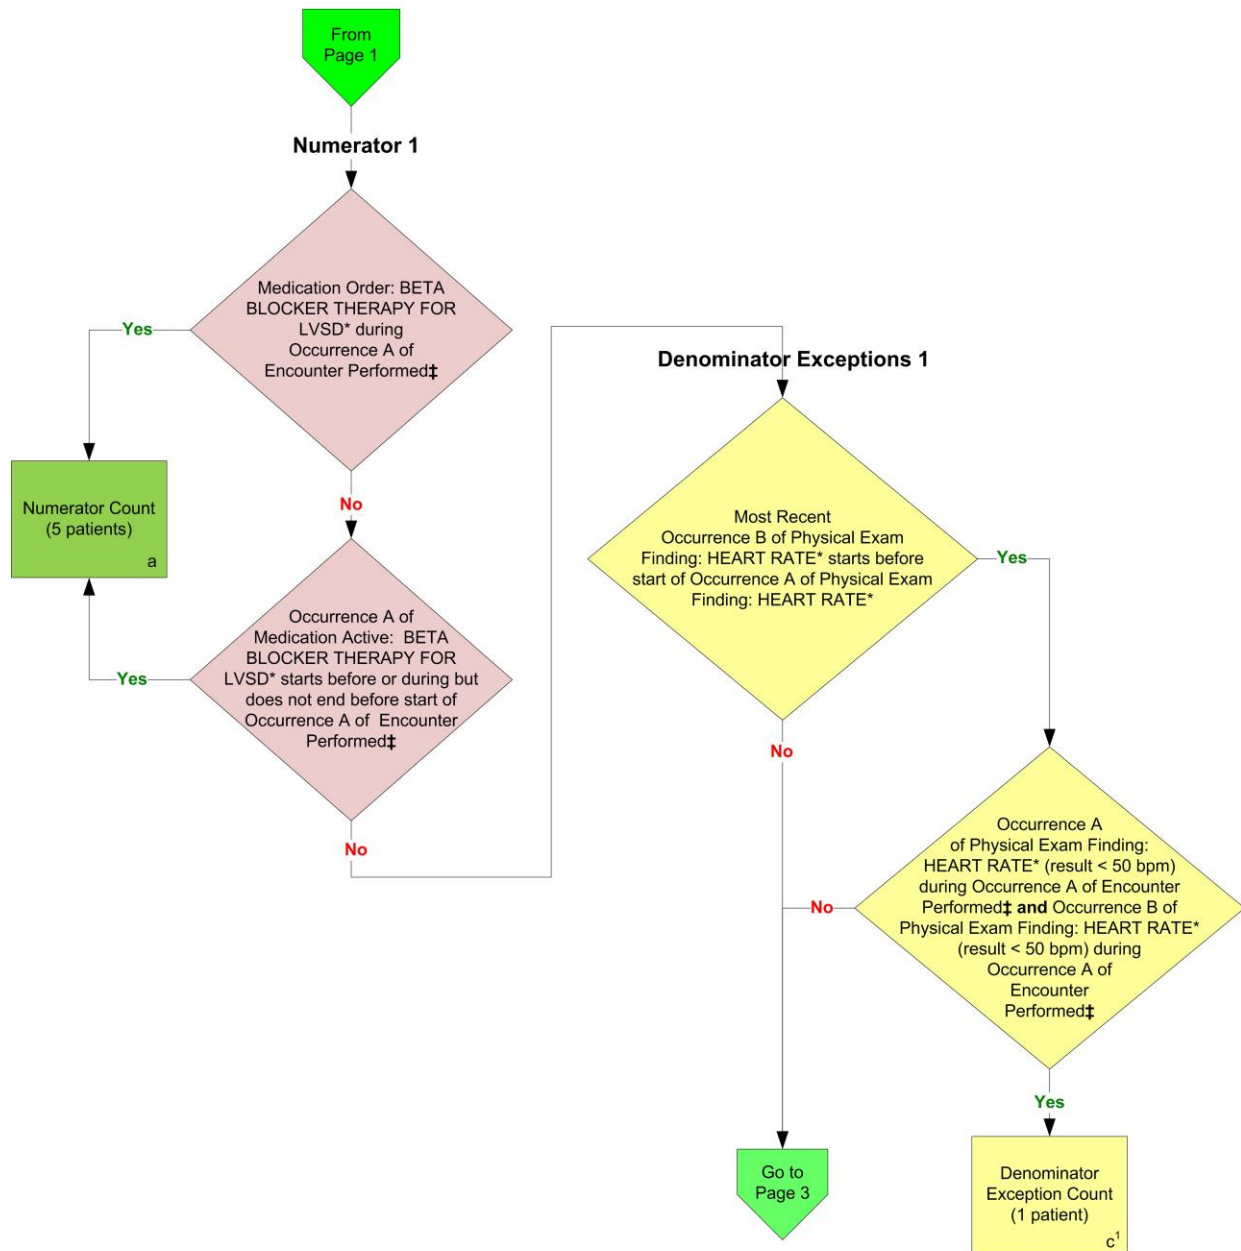 From
Page 1
Numerator 1
Medication Order: BETA
BLOCKER THERAPY FOR
LVSD* during
Occurrence A of
Encounter Performed‡
Yes
No
Numerator Count
(5 patients)
a
Occurrence A of
Medication Active: BETA
BLOCKER THERAPY FOR
LVSD* starts before or during but
does not end before start of
Occurrence A of Encounter
Performed‡
Yes
No
Denominator Exceptions 1
Most Recent
Occurrence B of Physical Exam
Finding: HEART RATE* starts before
start of Occurrence A of Physical Exam
Finding: HEART RATE*
Yes
No
Occurrence A
of Physical Exam Finding:
HEART RATE* (result < 50 bpm)
during Occurrence A of Encounter
Performed‡ and Occurrence B of
Physical Exam Finding: HEART RATE*
(result < 50 bpm) during
Occurrence A of
Encounter
Performed‡
No
Yes
Go to
Page 3
Denominator
Exception Count
(1 patient)
c¹